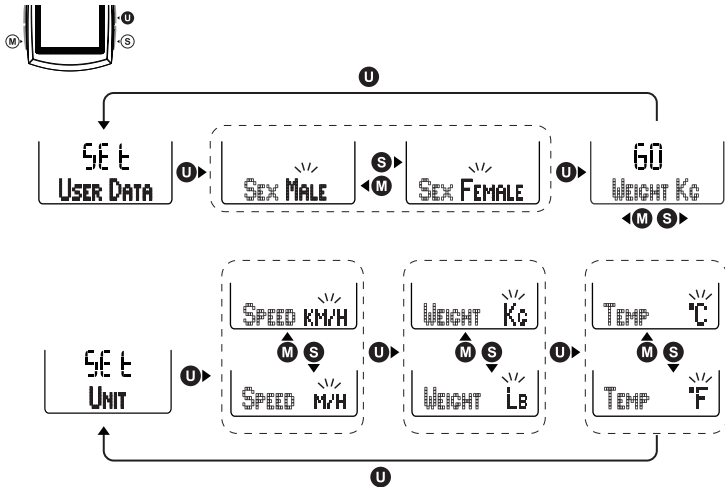 U
M S
U
SEt
USER DATA
U
SEX MALE
S
M
SEX FEMALE
U
60
WEIGHT KG
M S
SPEED KM/H
WEIGHT KG
TEMP °C
SEt
UNIT
U
M S
U
M S
U
M S
SPEED M/H
WEIGHT LB
TEMP °F
U